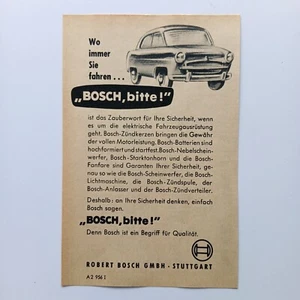 Wo
immer
Sie
fahren ...
„BOSCH, bitte!"
ist das Zauberwort für Ihre Sicherheit, wenn
es um die elektrische Fahrzeugausrüstung
geht. Bosch-Zündkerzen bringen die Gewähr
der vollen Motorleistung. Bosch-Batterien sind
hochformiert und startfest. Bosch-Nebelschein-
werfer, Bosch-Starktonhorn und die Bosch-
Fanfare sind Garanten für Ihre Sicherheit, ge-
nau so wie die Bosch-Scheinwerfer, die Bosch-
Lichtmaschine, die Bosch-Zündspule, der
Bosch-Anlasser und der Bosch-Zündverteiler.
Deshalb: an Ihre Sicherheit denken, einfach
Bosch sagen.
„BOSCH, bitte!"
Denn Bosch ist ein Begriff für Qualität.
ROBERT BOSCH GMBH · STUTTGART
A 2 956 I